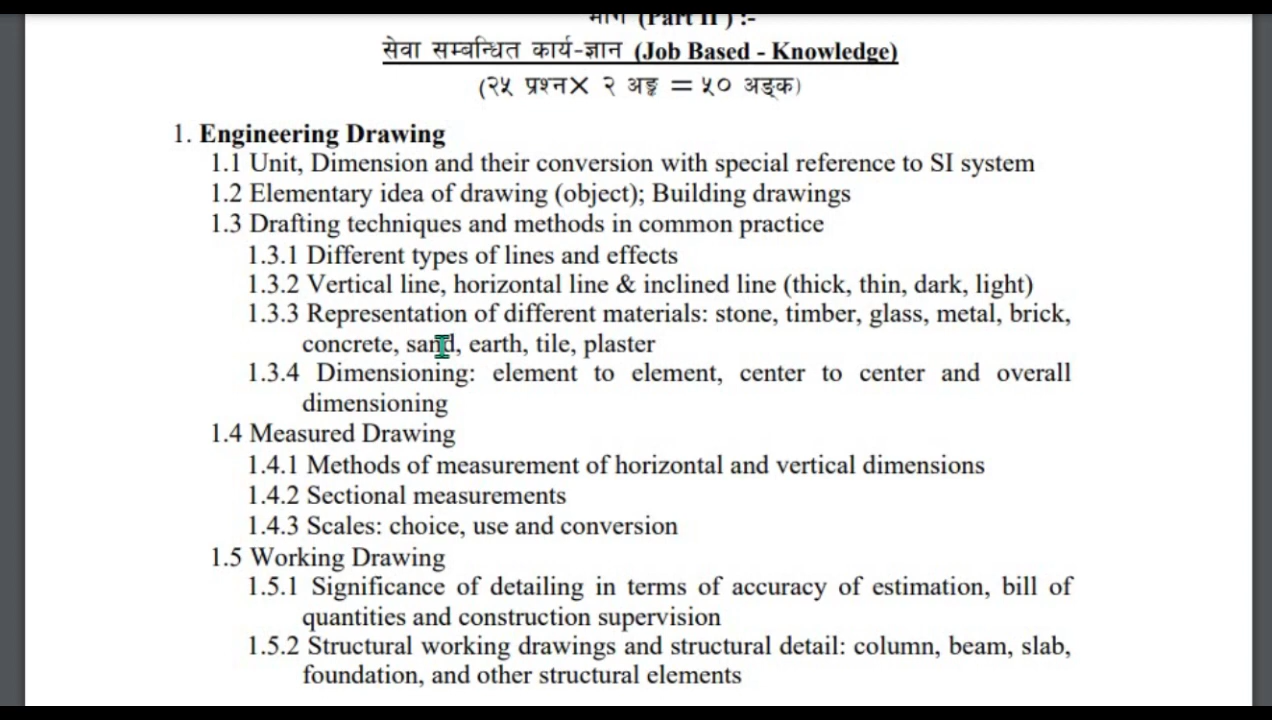 भाग (Part II ) :-
सेवा सम्बन्धित कार्य-ज्ञान (Job Based - Knowledge)
(२५ प्रश्न× २ अङ्क = ५० अङ्क)
1. Engineering Drawing
1.1 Unit, Dimension and their conversion with special reference to SI system
1.2 Elementary idea of drawing (object); Building drawings
1.3 Drafting techniques and methods in common practice
1.3.1 Different types of lines and effects
1.3.2 Vertical line, horizontal line & inclined line (thick, thin, dark, light)
1.3.3 Representation of different materials: stone, timber, glass, metal, brick,
concrete, sand, earth, tile, plaster
1.3.4 Dimensioning: element to element, center to center and overall
dimensioning
1.4 Measured Drawing
1.4.1 Methods of measurement of horizontal and vertical dimensions
1.4.2 Sectional measurements
1.4.3 Scales: choice, use and conversion
1.5 Working Drawing
1.5.1 Significance of detailing in terms of accuracy of estimation, bill of
quantities and construction supervision
1.5.2 Structural working drawings and structural detail: column, beam, slab,
foundation, and other structural elements